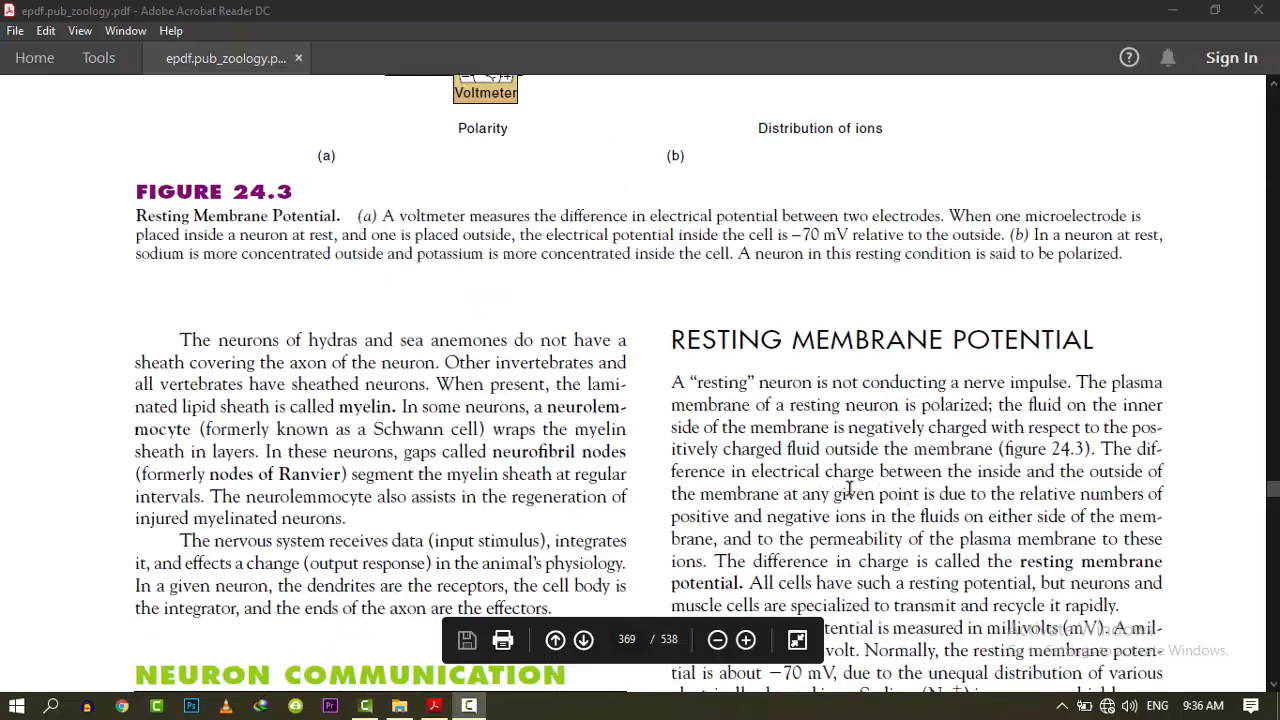 epdf.pub_zoology.pdf - Adobe Acrobat Reader DC
File Edit View Window Help
Home Tools epdf.pub_zoology.p... × Sign In
Voltmeter
Polarity Distribution of ions
(a) (b)
FIGURE 24.3
Resting Membrane Potential. (a) A voltmeter measures the difference in electrical potential between two electrodes. When one microelectrode is
placed inside a neuron at rest, and one is placed outside, the electrical potential inside the cell is −70 mV relative to the outside. (b) In a neuron at rest,
sodium is more concentrated outside and potassium is more concentrated inside the cell. A neuron in this resting condition is said to be polarized.
The neurons of hydras and sea anemones do not have a
sheath covering the axon of the neuron. Other invertebrates and
all vertebrates have sheathed neurons. When present, the lami-
nated lipid sheath is called myelin. In some neurons, a neurolem-
mocyte (formerly known as a Schwann cell) wraps the myelin
sheath in layers. In these neurons, gaps called neurofibril nodes
(formerly nodes of Ranvier) segment the myelin sheath at regular
intervals. The neurolemmocyte also assists in the regeneration of
injured myelinated neurons.
The nervous system receives data (input stimulus), integrates
it, and effects a change (output response) in the animal's physiology.
In a given neuron, the dendrites are the receptors, the cell body is
the integrator, and the ends of the axon are the effectors.
NEURON COMMUNICATION
RESTING MEMBRANE POTENTIAL
A “resting” neuron is not conducting a nerve impulse. The plasma
membrane of a resting neuron is polarized; the fluid on the inner
side of the membrane is negatively charged with respect to the pos-
itively charged fluid outside the membrane (figure 24.3). The dif-
ference in electrical charge between the inside and the outside of
the membrane at any given point is due to the relative numbers of
positive and negative ions in the fluids on either side of the mem-
brane, and to the permeability of the plasma membrane to these
ions. The difference in charge is called the resting membrane
potential. All cells have such a resting potential, but neurons and
muscle cells are specialized to transmit and recycle it rapidly.
tential is measured in millivolts (mV). A mil-
volt. Normally, the resting membrane poten-
tial is about −70 mV, due to the unequal distribution of various
369 / 538
Activate Windows
Go to Settings to activate Windows.
ENG 9:36 AM